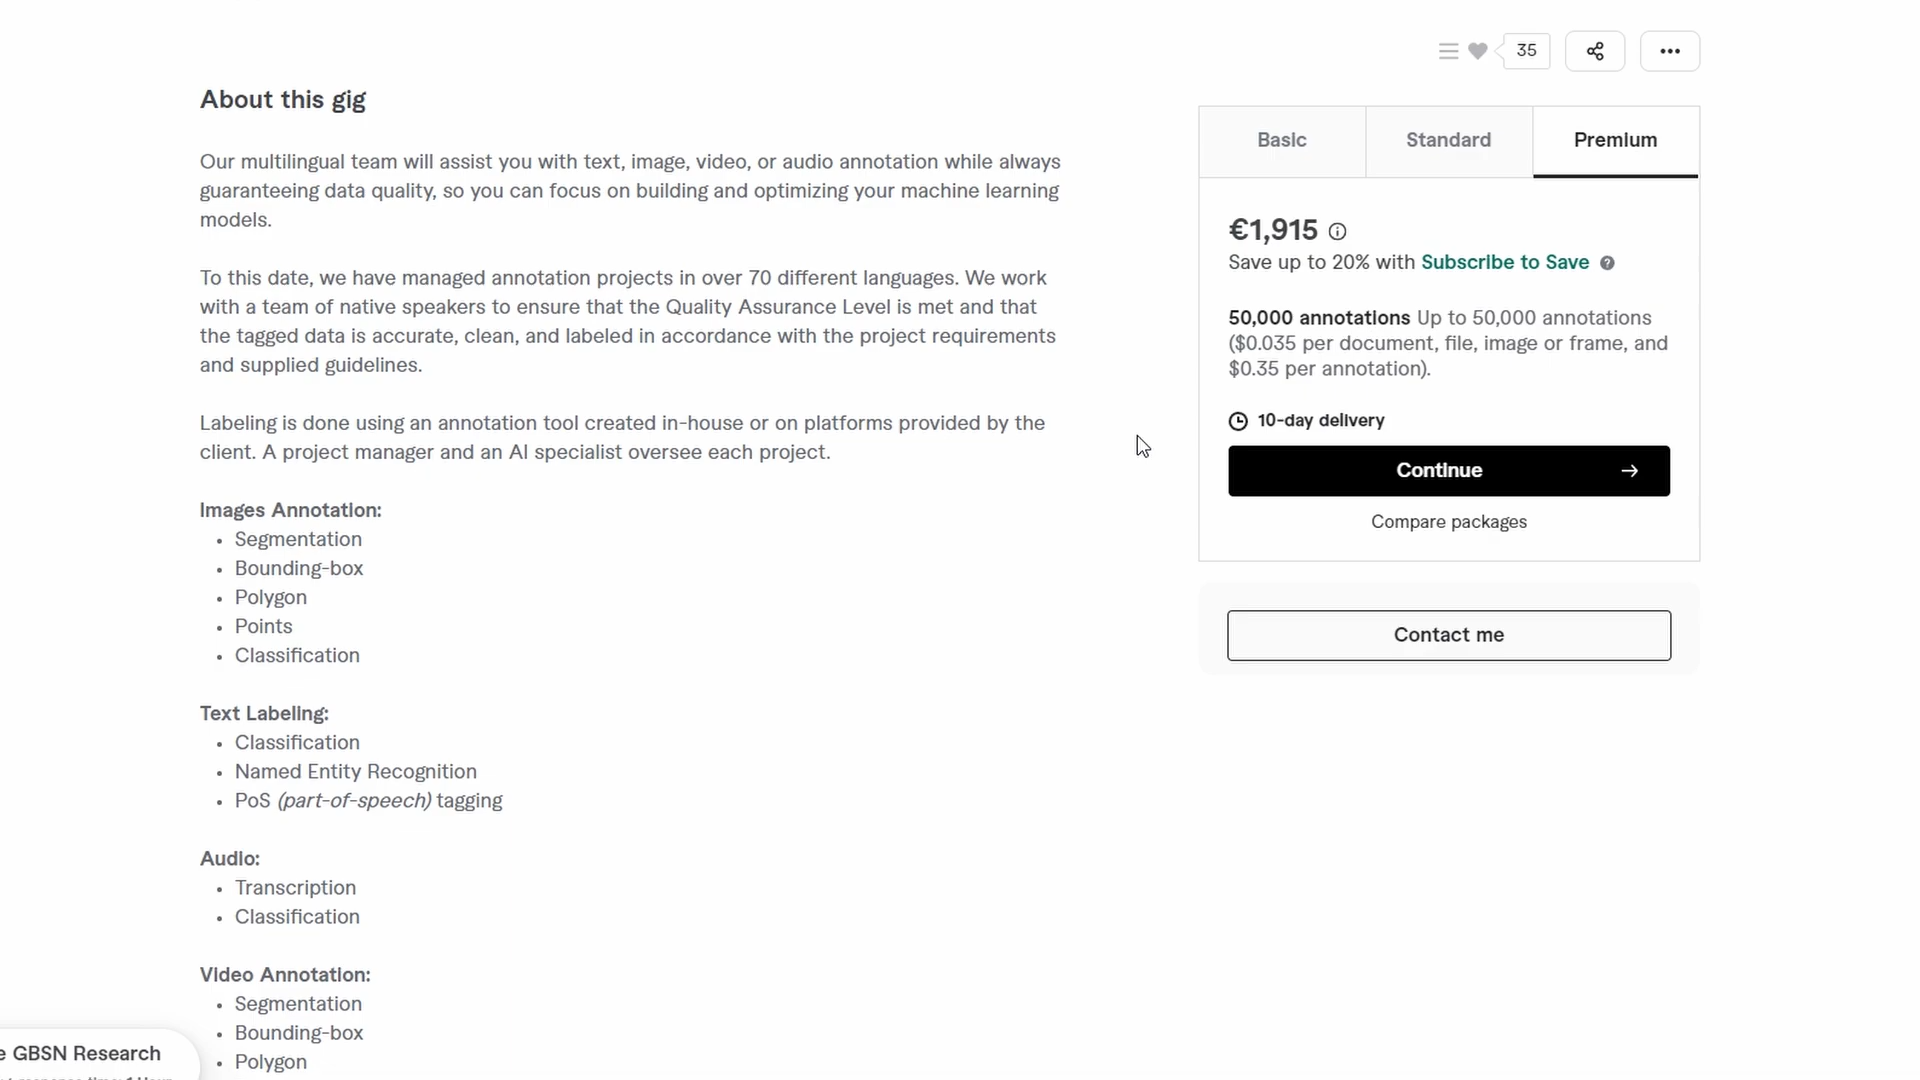 35
About this gig
Our multilingual team will assist you with text, image, video, or audio annotation while always
guaranteeing data quality, so you can focus on building and optimizing your machine learning
models.
To this date, we have managed annotation projects in over 70 different languages. We work
with a team of native speakers to ensure that the Quality Assurance Level is met and that
the tagged data is accurate, clean, and labeled in accordance with the project requirements
and supplied guidelines.
Labeling is done using an annotation tool created in-house or on platforms provided by the
client. A project manager and an AI specialist oversee each project.
Images Annotation:
• Segmentation
• Bounding-box
• Polygon
• Points
• Classification
Text Labeling:
• Classification
• Named Entity Recognition
• PoS (part-of-speech) tagging
Audio:
• Transcription
• Classification
Video Annotation:
• Segmentation
• Bounding-box
• Polygon
Basic
Standard
Premium
€1,915
Save up to 20% with Subscribe to Save
50,000 annotations Up to 50,000 annotations
($0.035 per document, file, image or frame, and
$0.35 per annotation).
10-day delivery
Continue
Compare packages
Contact me
GBSN Research